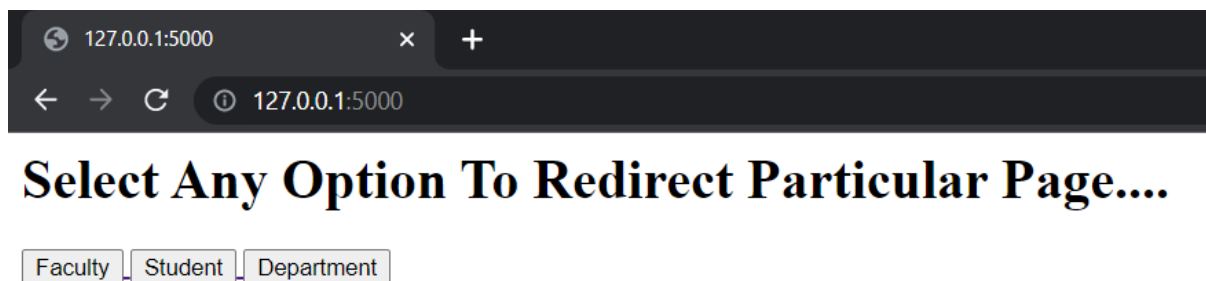 127.0.0.1:5000
127.0.0.1:5000
Select Any Option To Redirect Particular Page....
Faculty Student Department